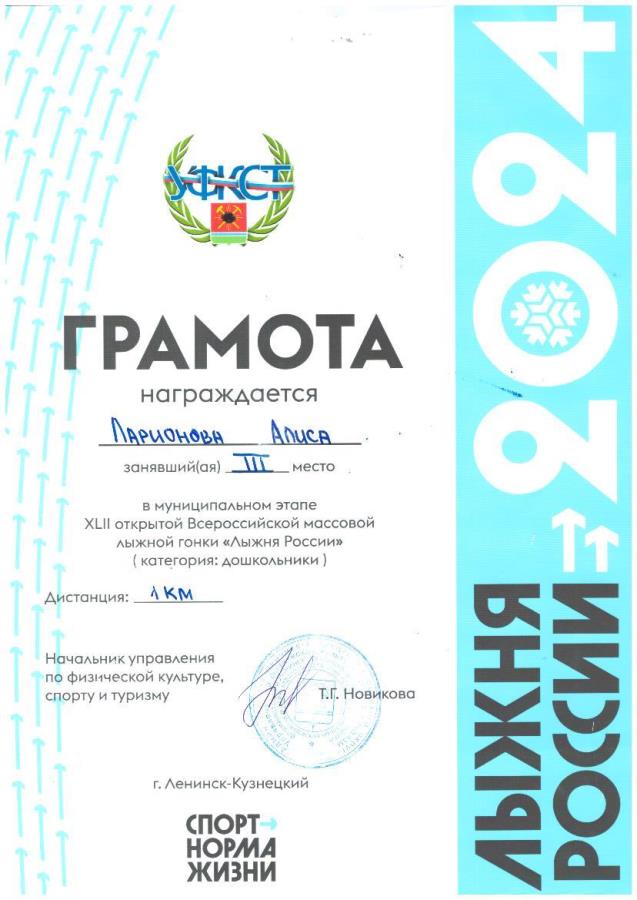 УФКСТ
ГРАМОТА
награждается
Ларионова Алиса
занявший(ая) III место
в муниципальном этапе
XLII открытой Всероссийской массовой
лыжной гонки «Лыжня России»
( категория: дошкольники )
Дистанция: 1 км
Начальник управления
по физической культуре,
спорту и туризму
Т.Г. Новикова
г. Ленинск-Кузнецкий
СПОРТ→
НОРМА
ЖИЗНИ
ЛЫЖНЯ
РОССИИ
2024